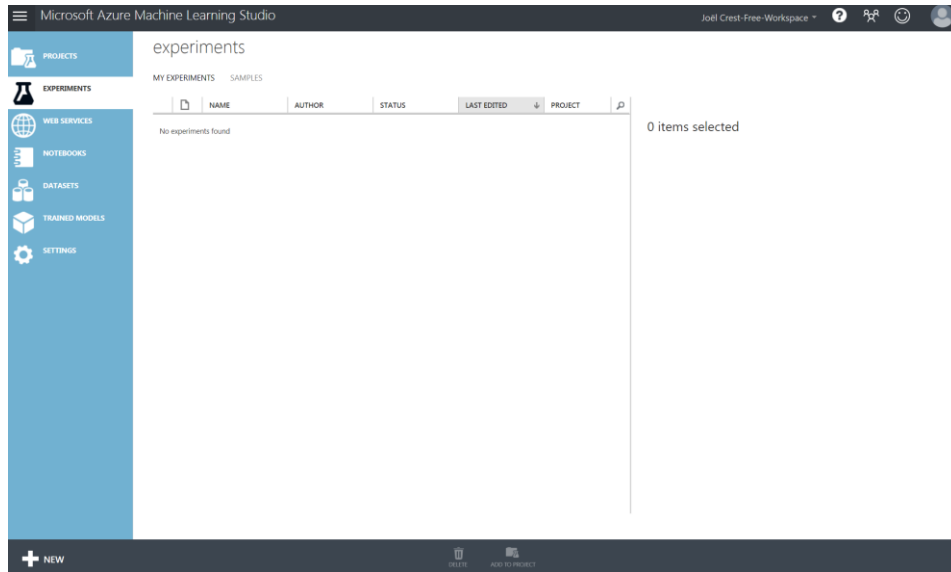 Microsoft Azure Machine Learning Studio
Joël Crest-Free-Workspace
?
PROJECTS
EXPERIMENTS
WEB SERVICES
NOTEBOOKS
DATASETS
TRAINED MODELS
SETTINGS
experiments
MY EXPERIMENTS SAMPLES
NAME AUTHOR STATUS LAST EDITED PROJECT
No experiments found
0 items selected
NEW
DELETE ADD TO PROJECT